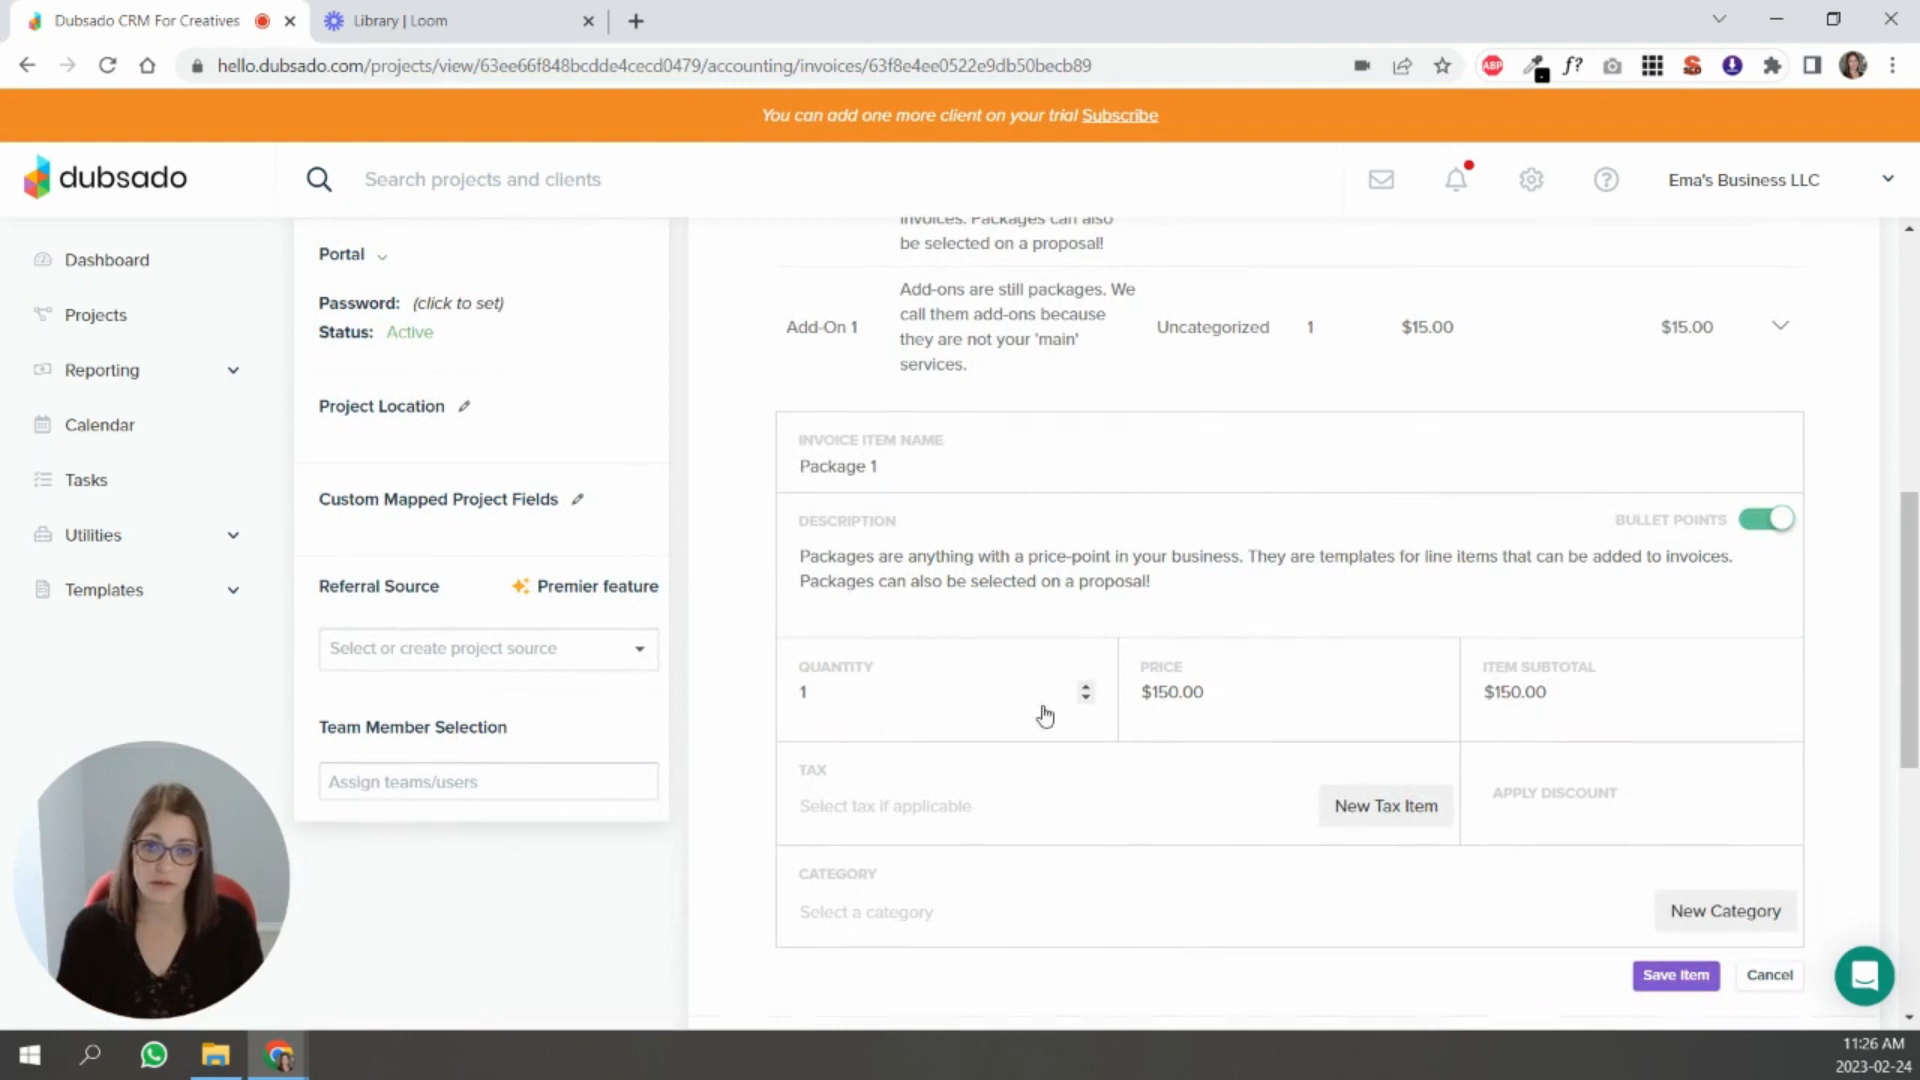 Dubsado CRM For Creatives
Library | Loom
hello.dubsado.com/projects/view/63ee66f848bcdde4cecd0479/accounting/invoices/63f8e4ee0522e9db50becb89
ABP
f?
You can add one more client on your trial Subscribe
dubsado
Search projects and clients
Ema's Business LLC
Dashboard
Projects
Reporting
Calendar
Tasks
Utilities
Templates
Portal
Password: (click to set)
Status: Active
Project Location
Custom Mapped Project Fields
Referral Source
Premier feature
Select or create project source
Team Member Selection
Assign teams/users
invoices. Packages can also
be selected on a proposal!
Add-On 1
Add-ons are still packages. We
call them add-ons because
they are not your 'main'
services.
Uncategorized
1
$15.00
$15.00
INVOICE ITEM NAME
Package 1
DESCRIPTION
BULLET POINTS
Packages are anything with a price-point in your business. They are templates for line items that can be added to invoices.
Packages can also be selected on a proposal!
QUANTITY
1
PRICE
$150.00
ITEM SUBTOTAL
$150.00
TAX
Select tax if applicable
New Tax Item
APPLY DISCOUNT
CATEGORY
Select a category
New Category
Save Item
Cancel
11:26 AM
2023-02-24